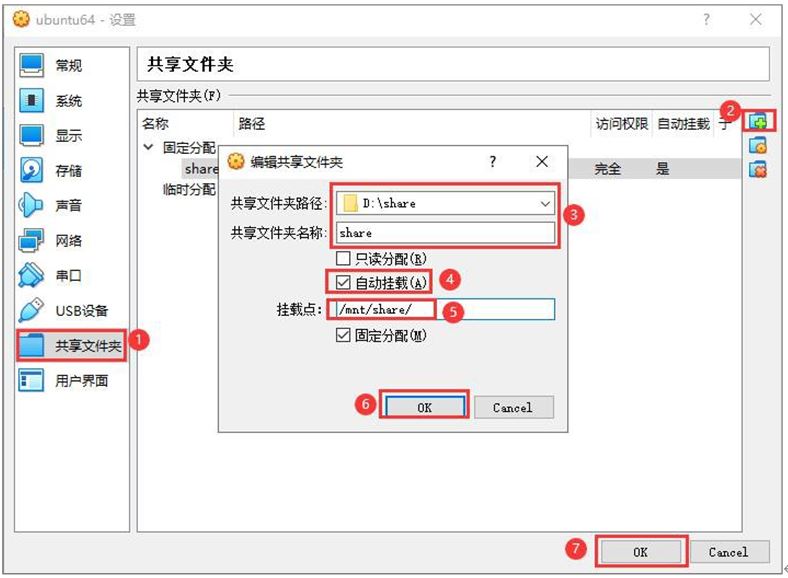 ubuntu64 - 设置
?
常规
系统
显示
存储
声音
网络
串口
USB设备
共享文件夹
1
用户界面
共享文件夹
共享文件夹(F)
2
名称 路径 访问权限 自动挂载 于
固定分配
share 完全 是
临时分配
编辑共享文件夹 ?
共享文件夹路径: D:\share
3
共享文件夹名称: share
只读分配(R)
自动挂载(A)
4
挂载点: /mnt/share/
5
固定分配(M)
6
OK Cancel
7
OK Cancel